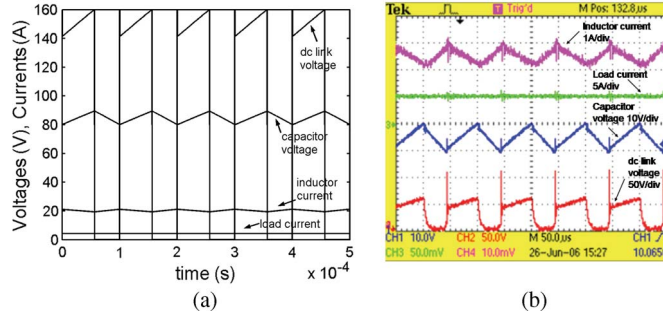 Voltages (V), Currents (A)
160
140
120
100
80
60
40
20
0
dc link
voltage
capacitor
voltage
inductor
current
load current
0
1
2
3
4
5
time (s)
x 10-4
(a)
Tek
Trig'd
M Pos: 132.8µs
Inductor current
1A/div
Load current
5A/div
Capacitor
voltage 10V/div
dc link
voltage
50V/div
CH1 10.0V
CH2 50.0V
M 50.0µs
CH1
CH3 50.0mV
CH4 10.0mV
26-Jun-06 15:27
(b)